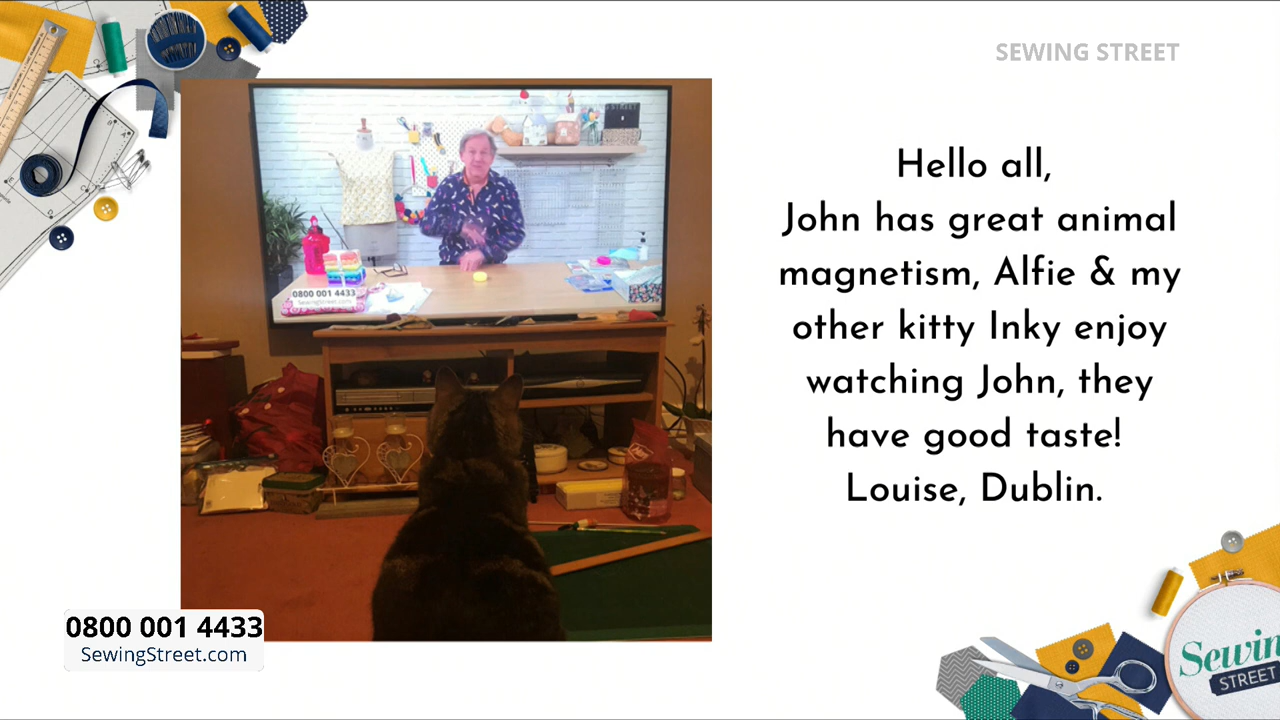 SEWING STREET
Hello all,
John has great animal
magnetism, Alfie & my
other kitty Inky enjoy
watching John, they
have good taste!
Louise, Dublin.
0800 001 4433
SewingStreet.com
0800 001 4433
SewingStreet.com
Sewin
STREET